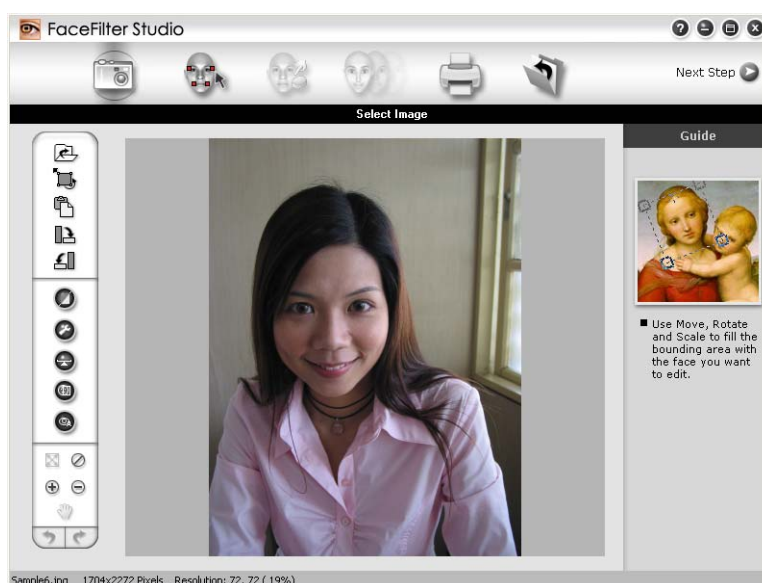 FaceFilter Studio
Next Step
Select Image
Guide
Use Move, Rotate
and Scale to fill the
bounding area with
the face you want
to edit.
Sample6.jpg 1704x2272 Pixels Resolution: 72, 72 ( 19%)